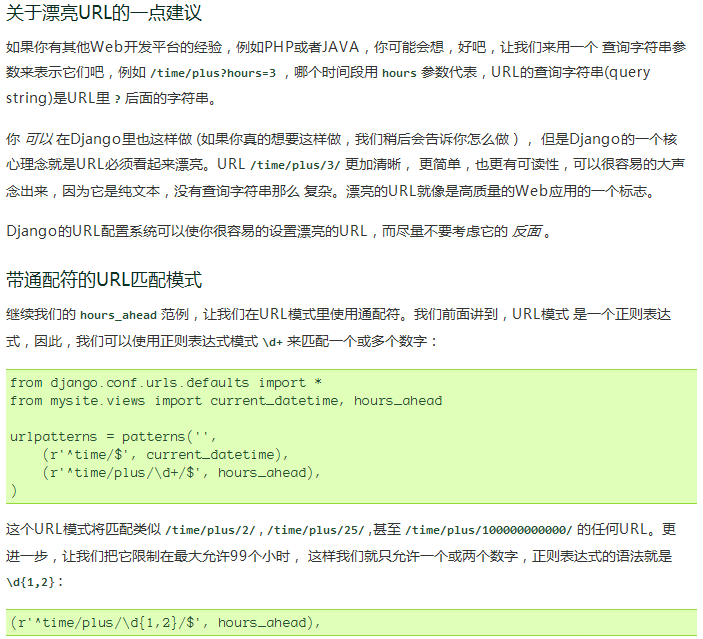 关于漂亮URL的一点建议
如果你有其他Web开发平台的经验，例如PHP或者JAVA，你可能会想，好吧，让我们来用一个 查询字符串参
数来表示它们吧，例如 /time/plus?hours=3 ，哪个时间段用 hours 参数代表，URL的查询字符串(query
string)是URL里 ? 后面的字符串。
你 可以 在Django里也这样做 (如果你真的想要这样做，我们稍后会告诉你怎么做 ) ， 但是Django的一个核
心理念就是URL必须看起来漂亮。URL /time/plus/3/ 更加清晰， 更简单，也更有可读性，可以很容易的大声
念出来，因为它是纯文本，没有查询字符串那么 复杂。漂亮的URL就像是高质量的Web应用的一个标志。
Django的URL配置系统可以使你很容易的设置漂亮的URL，而尽量不要考虑它的 反面 。
带通配符的URL匹配模式
继续我们的 hours_ahead 范例，让我们在URL模式里使用通配符。我们前面讲到，URL模式 是一个正则表达
式，因此，我们可以使用正则表达式模式 \d+ 来匹配一个或多个数字：
from django.conf.urls.defaults import *
from mysite.views import current_datetime, hours_ahead
urlpatterns = patterns('',
(r'^time/$', current_datetime),
(r'^time/plus/\d+/$', hours_ahead),
)
这个URL模式将匹配类似 /time/plus/2/ , /time/plus/25/ ,甚至 /time/plus/100000000000/ 的任何URL。更
进一步，让我们把它限制在最大允许99个小时， 这样我们就只允许一个或两个数字，正则表达式的语法就是
\d{1,2} ：
(r'^time/plus/\d{1,2}/$', hours_ahead),